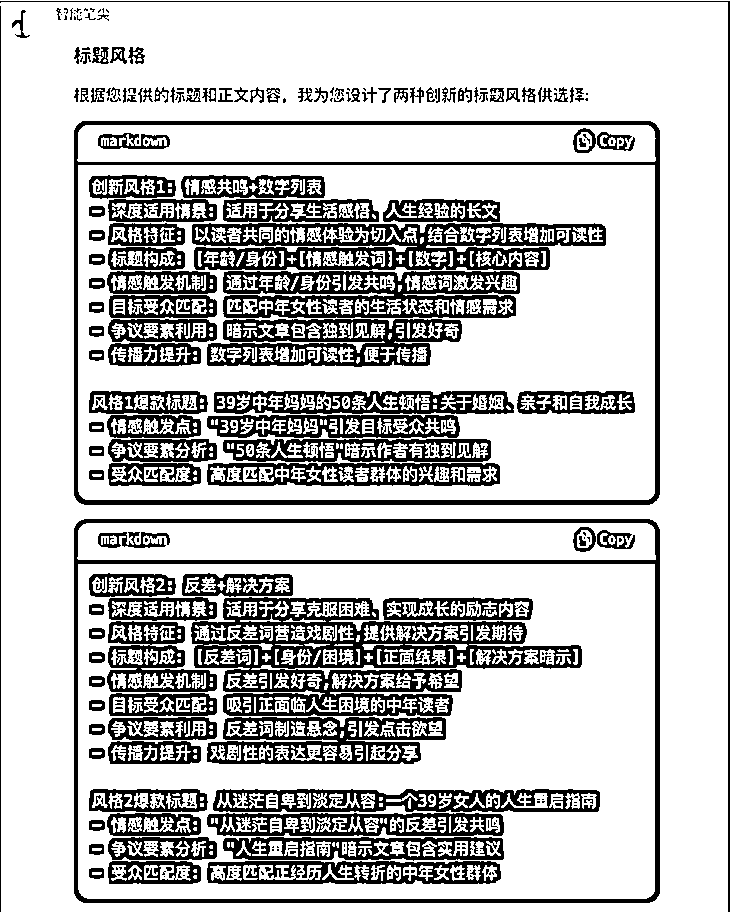 智能笔尖
标题风格
根据您提供的标题和正文内容，我为您设计了两种创新的标题风格供选择：
markdown
Copy
创新风格1: 情感共鸣+数字列表
- 深度适用情景: 适用于分享生活感悟、人生经验的长文
- 风格特征: 以读者共同的情感体验为切入点,结合数字列表增加可读性
- 标题构成: [年龄/身份]+[情感触发词]+[数字]+[核心内容]
- 情感触发机制: 通过年龄/身份引发共鸣,情感词激发兴趣
- 目标受众匹配: 匹配中年女性读者的生活状态和情感需求
- 争议要素利用: 暗示文章包含独到见解,引发好奇
- 传播力提升: 数字列表增加可读性,便于传播
风格1爆款标题: 39岁中年妈妈的50条人生顿悟:关于婚姻、亲子和自我成长
- 情感触发点: "39岁中年妈妈"引发目标受众共鸣
- 争议要素分析: "50条人生顿悟"暗示作者有独到见解
- 受众匹配度: 高度匹配中年女性读者群体的兴趣和需求
markdown
Copy
创新风格2: 反差+解决方案
- 深度适用情景: 适用于分享克服困难、实现成长的励志内容
- 风格特征: 通过反差词营造戏剧性,提供解决方案引发期待
- 标题构成: [反差词]+[身份/困境]+[正面结果]+[解决方案暗示]
- 情感触发机制: 反差引发好奇,解决方案给予希望
- 目标受众匹配: 吸引正面临人生困境的中年读者
- 争议要素利用: 反差词制造悬念,引发点击欲望
- 传播力提升: 戏剧性的表达更容易引起分享
风格2爆款标题: 从迷茫自卑到淡定从容:一个39岁女人的人生重启指南
- 情感触发点: "从迷茫自卑到淡定从容"的反差引发共鸣
- 争议要素分析: "人生重启指南"暗示文章包含实用建议
- 受众匹配度: 高度匹配正经历人生转折的中年女性群体